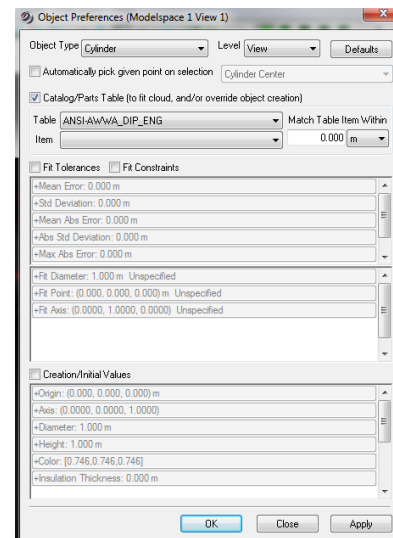 Object Preferences (Modelspace 1 View 1)
Object Type Cylinder Level View Defaults
Automatically pick given point on selection Cylinder Center
Catalog/Parts Table (to fit cloud, and/or override object creation)
Table ANSI-AWWA_DIP_ENG Match Table Item Within
Item 0.000 m
Fit Tolerances Fit Constraints
+Mean Error: 0.000 m
+Std Deviation: 0.000 m
+Mean Abs Error: 0.000 m
+Abs Std Deviation: 0.000 m
+Max Abs Error: 0.000 m
+Fit Diameter: 1.000 m Unspecified
+Fit Point: (0.000, 0.000, 0.000) m Unspecified
+Fit Axis: (0.0000, 1.0000, 0.0000) Unspecified
Creation/Initial Values
+Origin: (0.000, 0.000, 0.000) m
+Axis: (0.0000, 0.0000, 1.0000)
+Diameter: 1.000 m
+Height: 1.000 m
+Color: [0.746,0.746,0.746]
+Insulation Thickness: 0.000 m
OK Close Apply